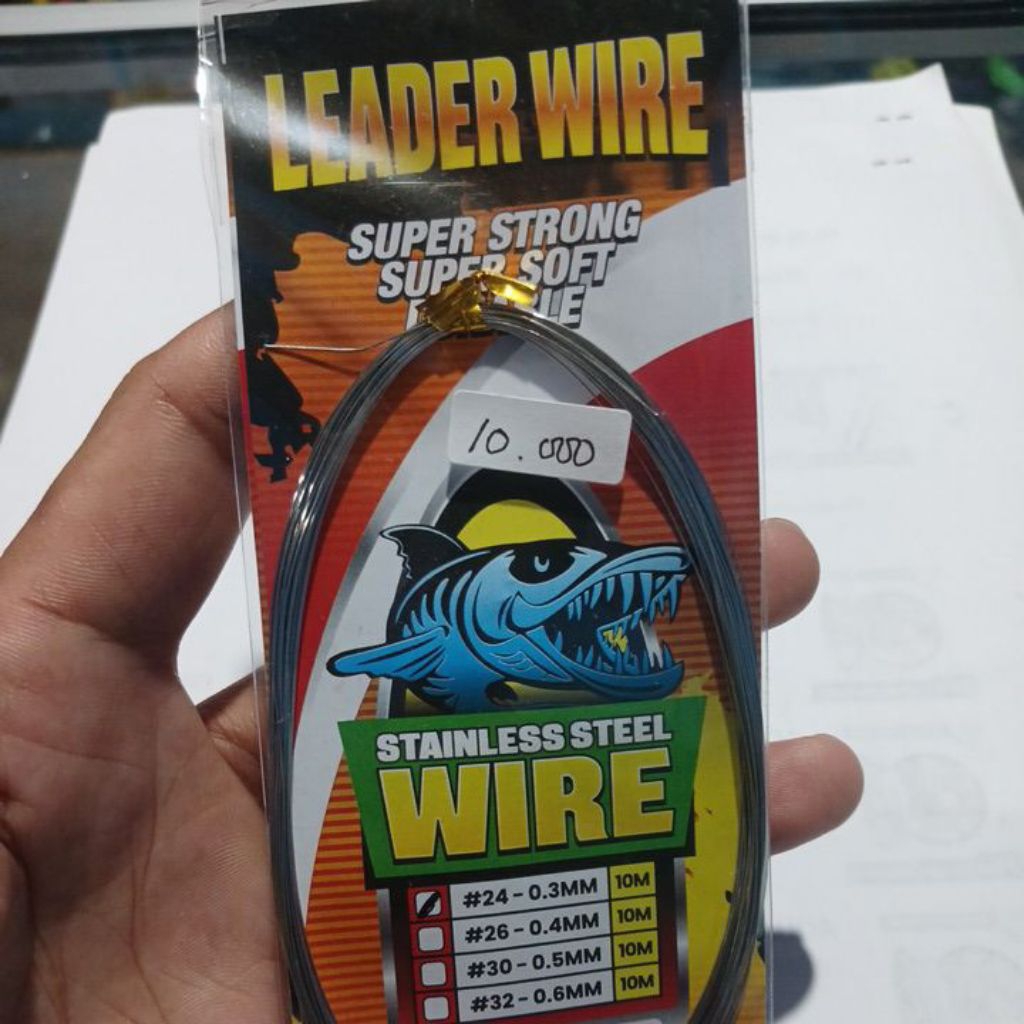 LEADER WIRE
SUPER STRONG
SUPER SOFT
10.000
STAINLESS STEEL
WIRE
#24 - 0.3MM 10M
#26 - 0.4MM 10M
#30 - 0.5MM 10M
#32 - 0.6MM 10M